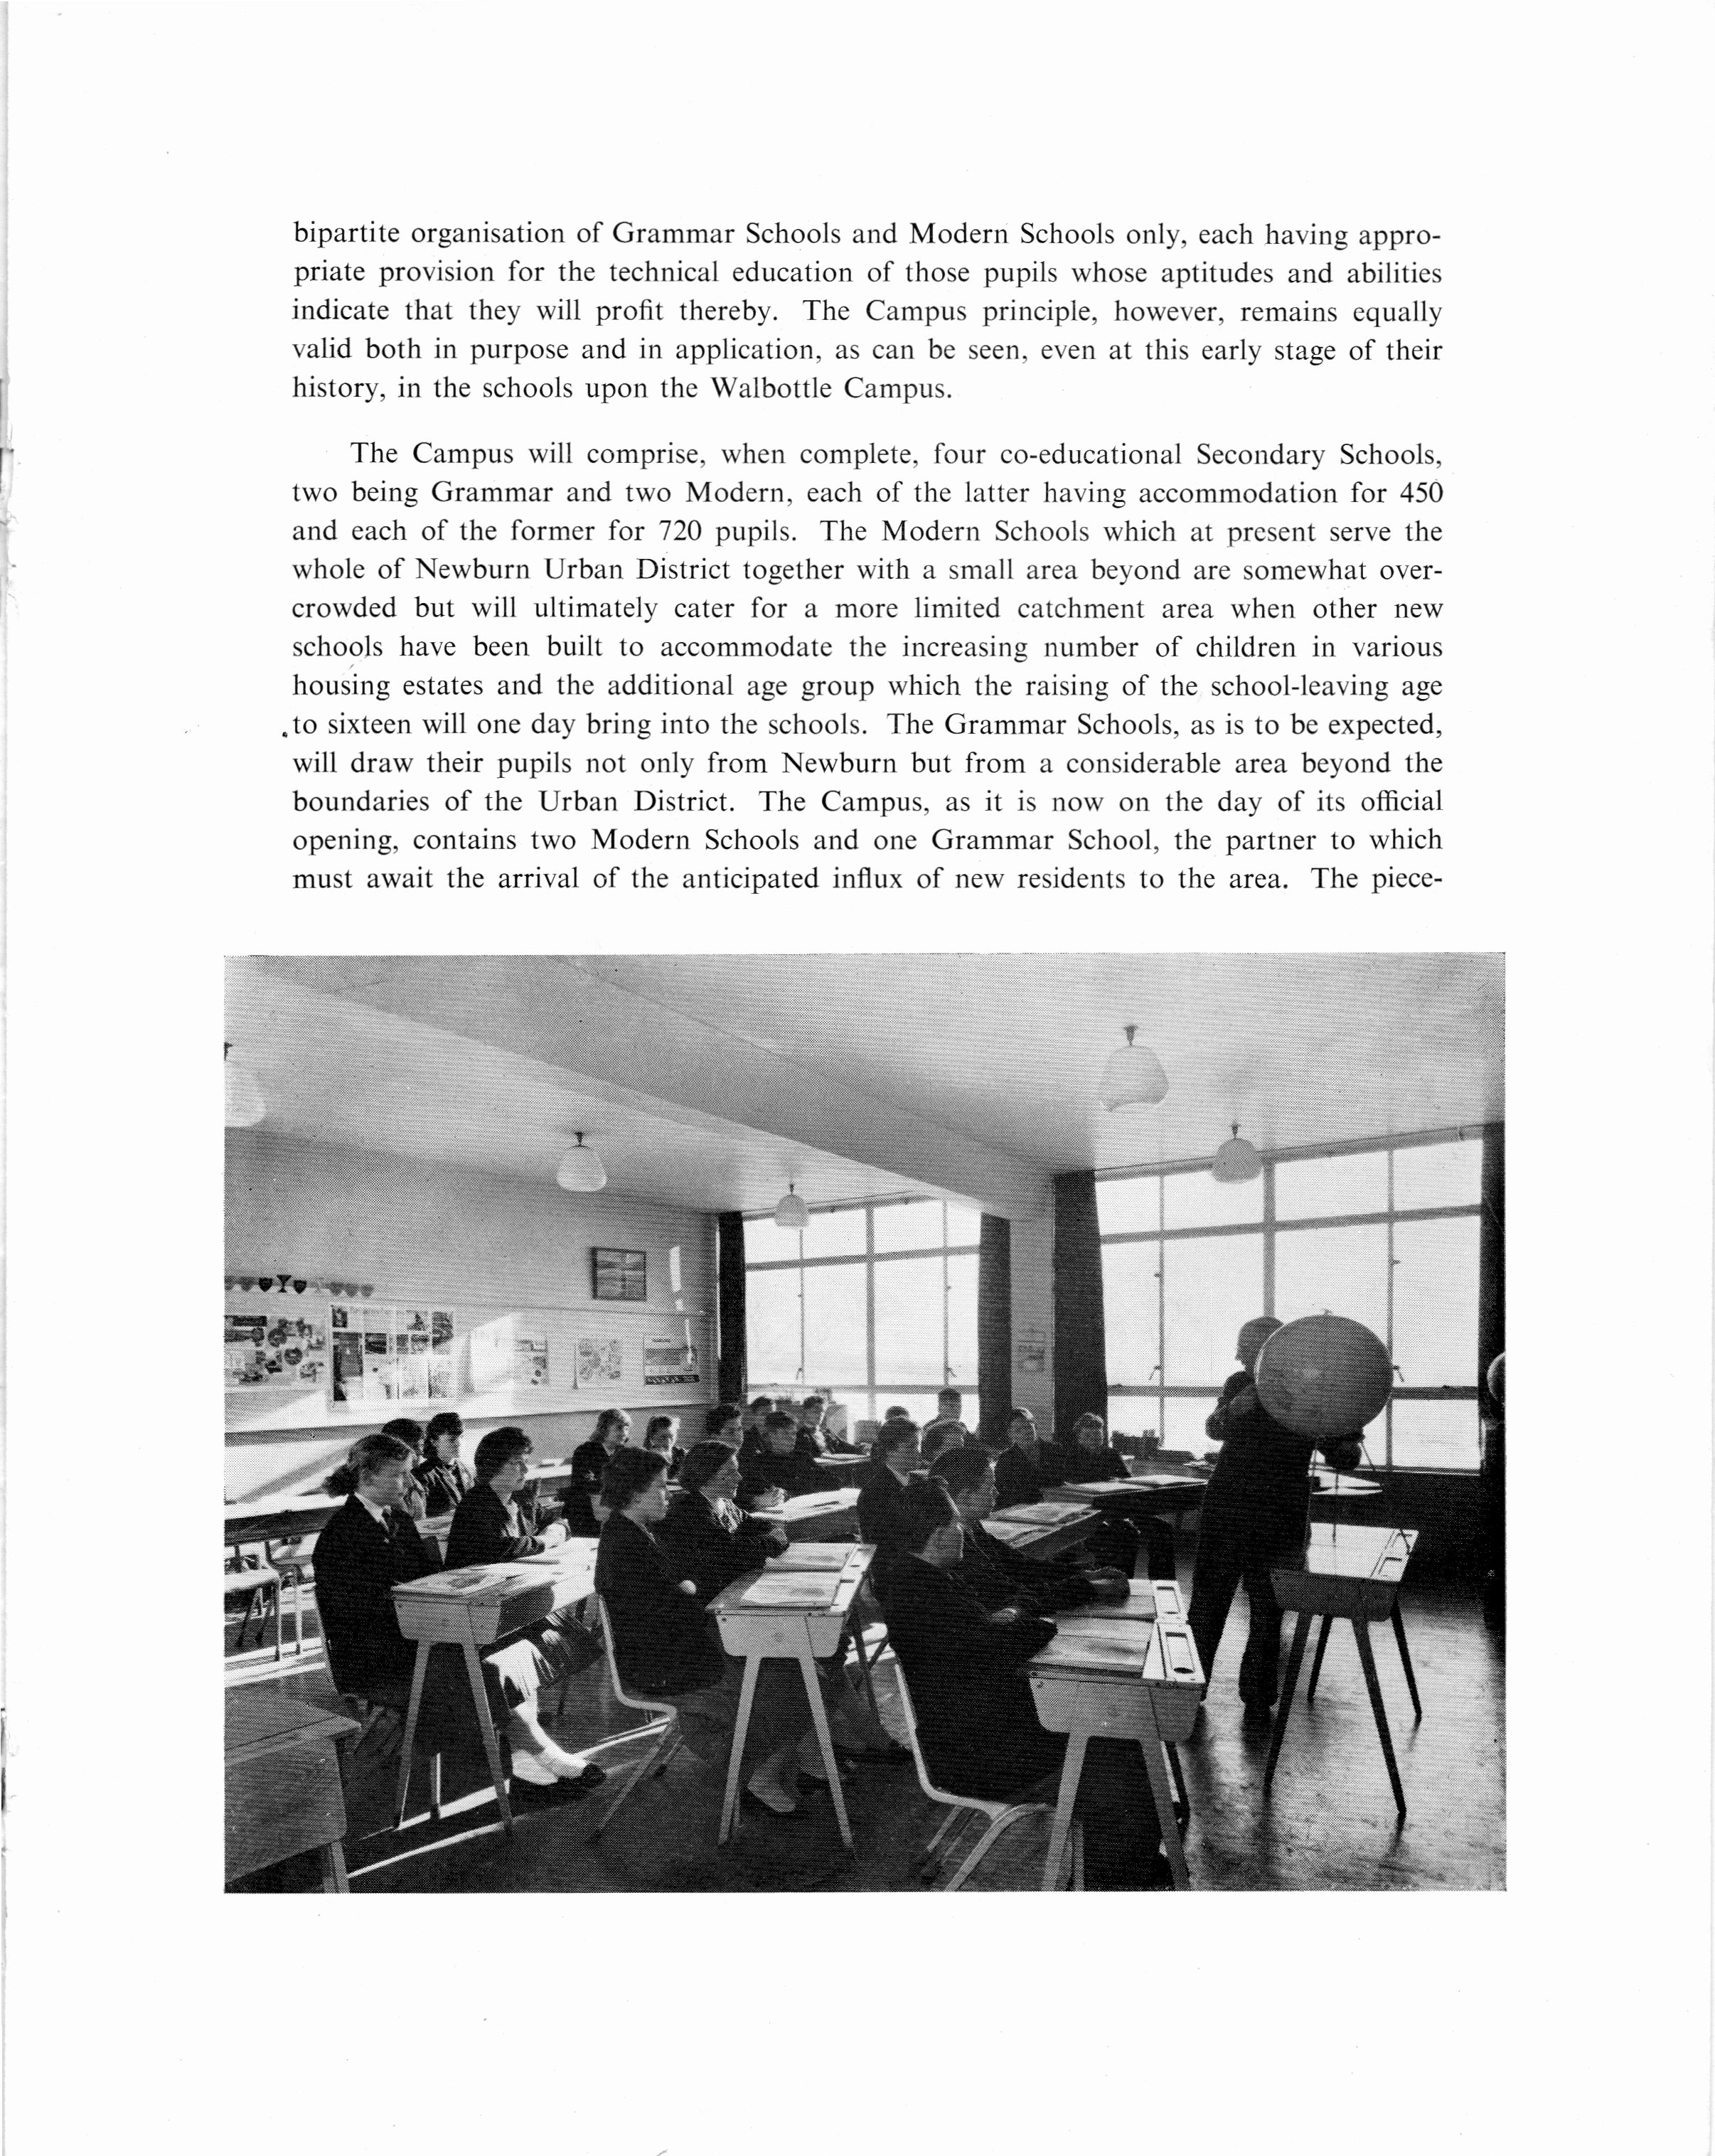 bipartite organisation of Grammar Schools and Modern Schools only, each having appro-
priate provision for the technical education of those pupils whose aptitudes and abilities
indicate that they will profit thereby. The Campus principle, however, remains equally
valid both in purpose and in application, as can be seen, even at this early stage of their
history, in the schools upon the Walbottle Campus.
The Campus will comprise, when complete, four co-educational Secondary Schools,
two being Grammar and two Modern, each of the latter having accommodation for 450
and each of the former for 720 pupils. The Modern Schools which at present serve the
whole of Newburn Urban District together with a small area beyond are somewhat over-
crowded but will ultimately cater for a more limited catchment area when other new
schools have been built to accommodate the increasing number of children in various
housing estates and the additional age group which the raising of the school-leaving age
to sixteen will one day bring into the schools. The Grammar Schools, as is to be expected,
will draw their pupils not only from Newburn but from a considerable area beyond the
boundaries of the Urban District. The Campus, as it is now on the day of its official
opening, contains two Modern Schools and one Grammar School, the partner to which
must await the arrival of the anticipated influx of new residents to the area. The piece-